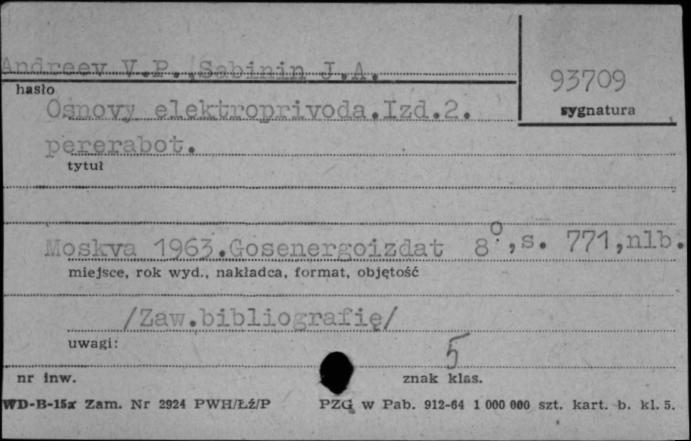 Andreev V.P., Sabinin J.A.
hasło
93709
sygnatura
Osnovy elektroprivoda.Izd.2.
pererabot.
tytuł
Moskva 1963.Gosenergoizdat 8°,s. 771,nlb.
miejsce, rok wyd., nakładca, format, objętość
/Zaw.bibliografię/
uwagi:
5
nr inw.
znak klas.
WD-B-15x Zam. Nr 2924 PWH/Łź/P PZG w Pab. 912-64 1 000 000 szt. kart. b. kl. 5.